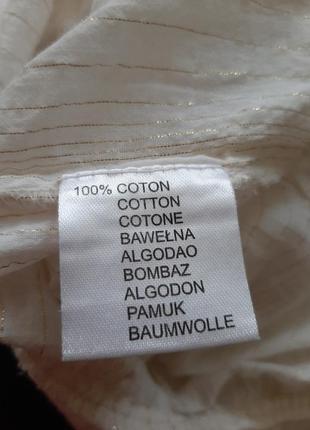 100% COTON
COTTON
COTONE
BAWEŁNA
ALGODAO
BOMBAZ
ALGODON
PAMUK
BAUMWOLLE